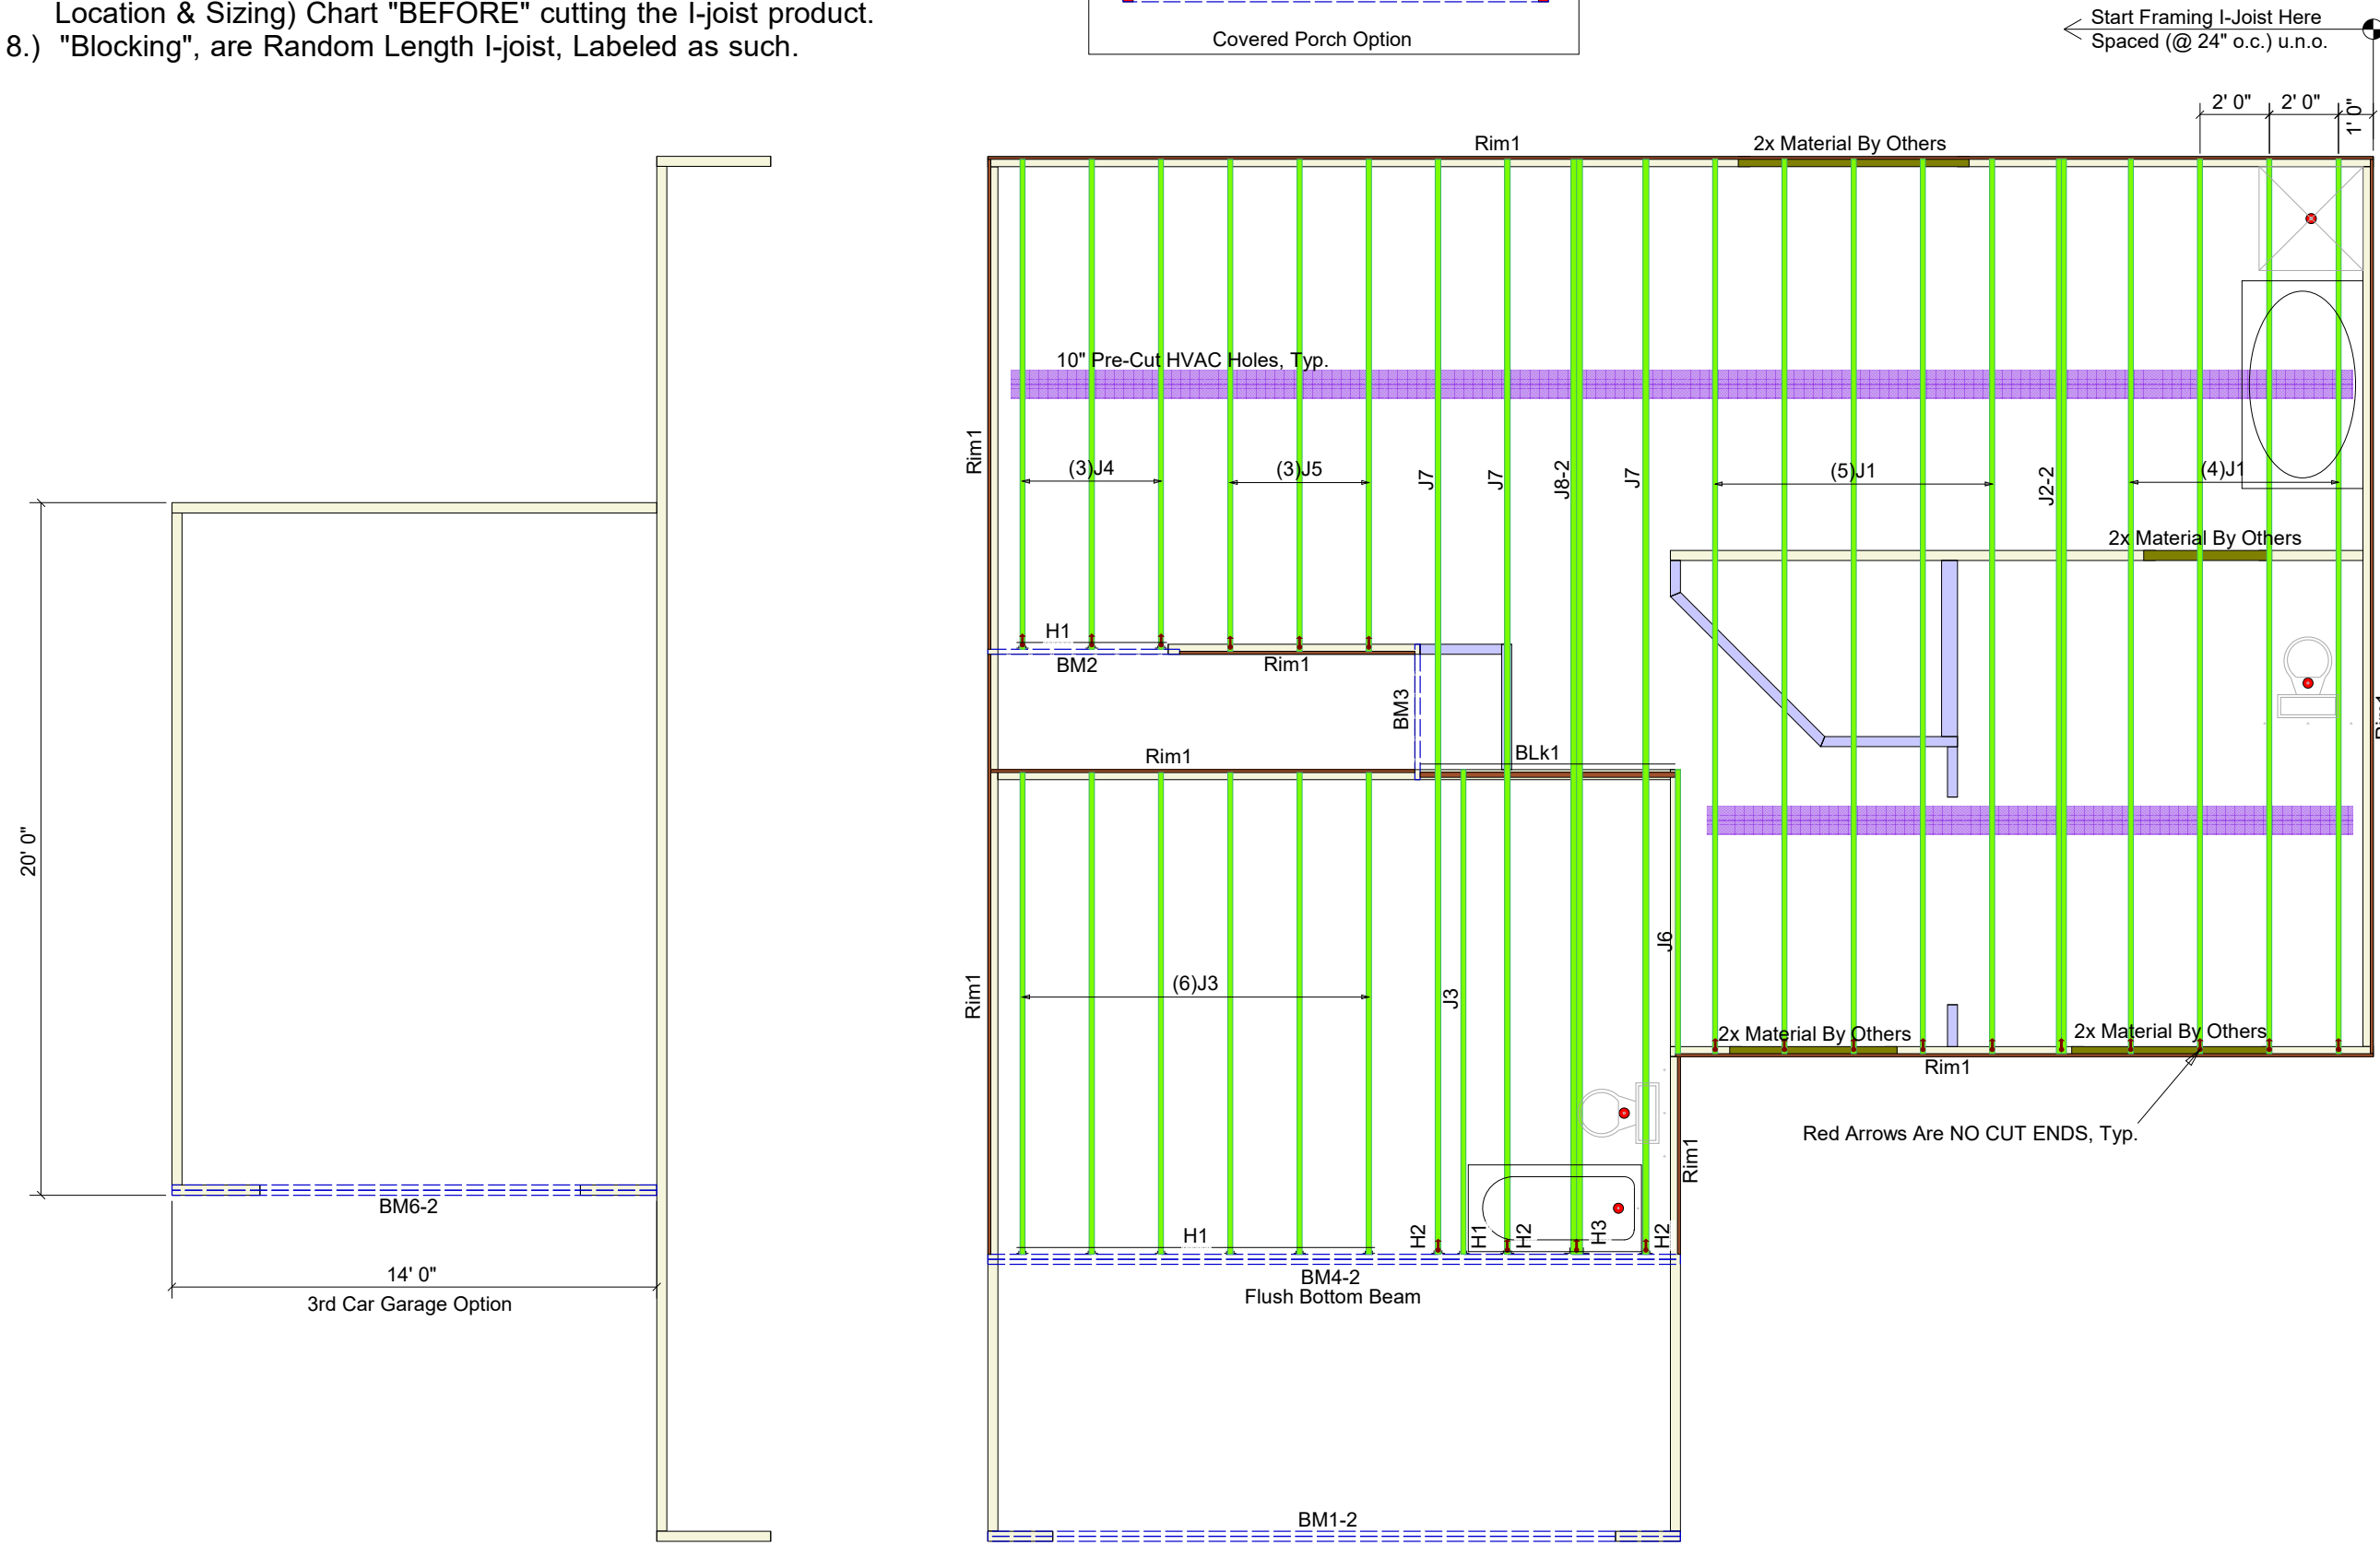 Location & Sizing) Chart "BEFORE" cutting the I-joist product.
8.) "Blocking", are Random Length I-joist, Labeled as such.
Covered Porch Option
Start Framing I-Joist Here
Spaced (@ 24" o.c.) u.n.o.
2' 0"
2' 0"
1' 0"
Rim1
2x Material By Others
10" Pre-Cut HVAC Holes, Typ.
Rim1
(3)J4
(3)J5
J7
J7
J8-2
J7
(5)J1
J2-2
(4)J1
2x Material By Others
H1
BM2
Rim1
BM3
Rim1
Rim1
BLk1
20' 0"
J6
Rim1
(6)J3
J3
2x Material By Others
2x Material By Others
Rim1
Red Arrows Are NO CUT ENDS, Typ.
Rim1
BM6-2
H1
H2
H1
H2
H3
H2
14' 0"
3rd Car Garage Option
BM4-2
Flush Bottom Beam
BM1-2